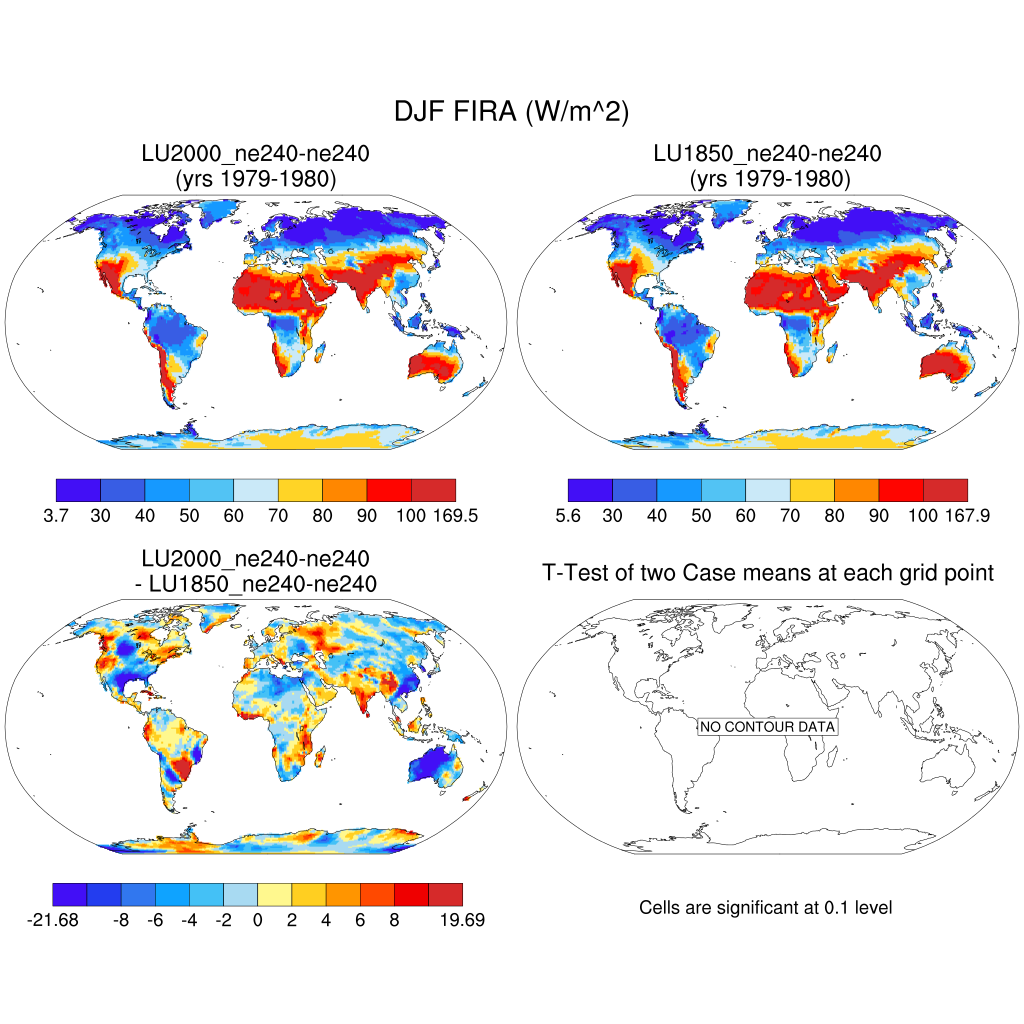 DJF FIRA (W/m^2)
LU2000_ne240-ne240
(yrs 1979-1980)
LU1850_ne240-ne240
(yrs 1979-1980)
3.7 30 40 50 60 70 80 90 100 169.5
5.6 30 40 50 60 70 80 90 100 167.9
LU2000_ne240-ne240
- LU1850_ne240-ne240
T-Test of two Case means at each grid point
NO CONTOUR DATA
-21.68 -8 -6 -4 -2 0 2 4 6 8 19.69
Cells are significant at 0.1 level